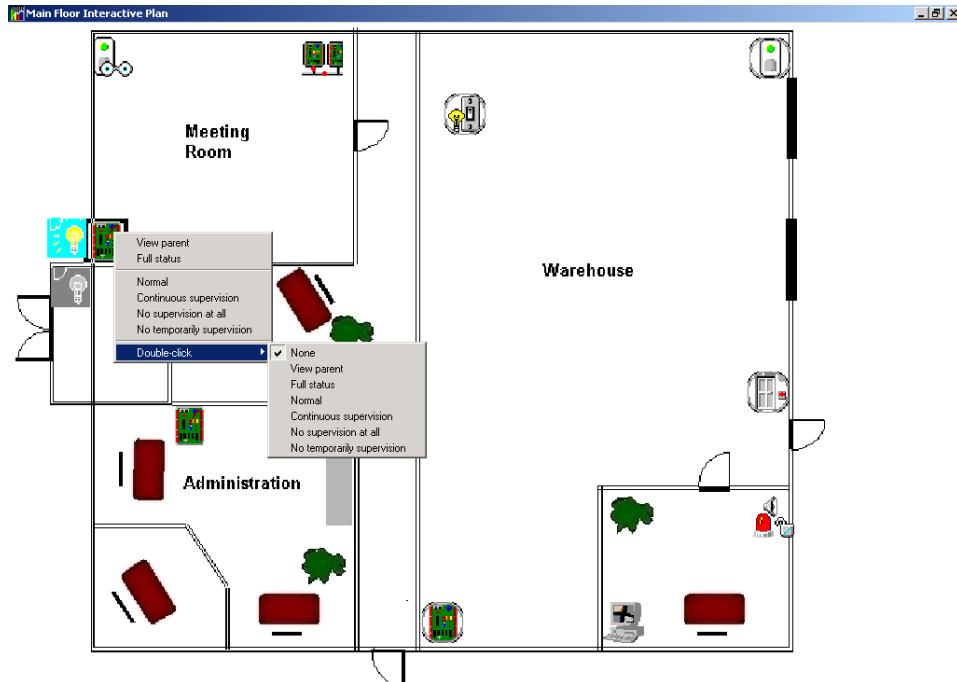 Main Floor Interactive Plan
Meeting
Room
View parent
Full status
Normal
Continuous supervision
No supervision at all
No temporarily supervision
Double-click
None
View parent
Full status
Normal
Continuous supervision
No supervision at all
No temporarily supervision
Warehouse
Administration